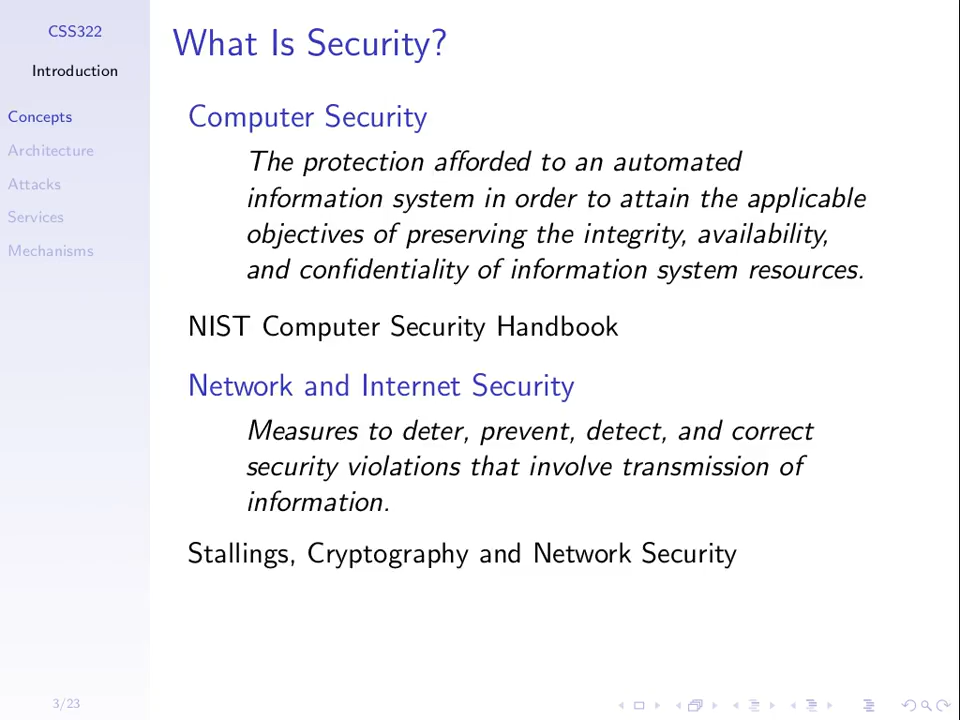 CSS322
Introduction
Concepts
Architecture
Attacks
Services
Mechanisms
3/23
What Is Security?
Computer Security
The protection afforded to an automated
information system in order to attain the applicable
objectives of preserving the integrity, availability,
and confidentiality of information system resources.
NIST Computer Security Handbook
Network and Internet Security
Measures to deter, prevent, detect, and correct
security violations that involve transmission of
information.
Stallings, Cryptography and Network Security